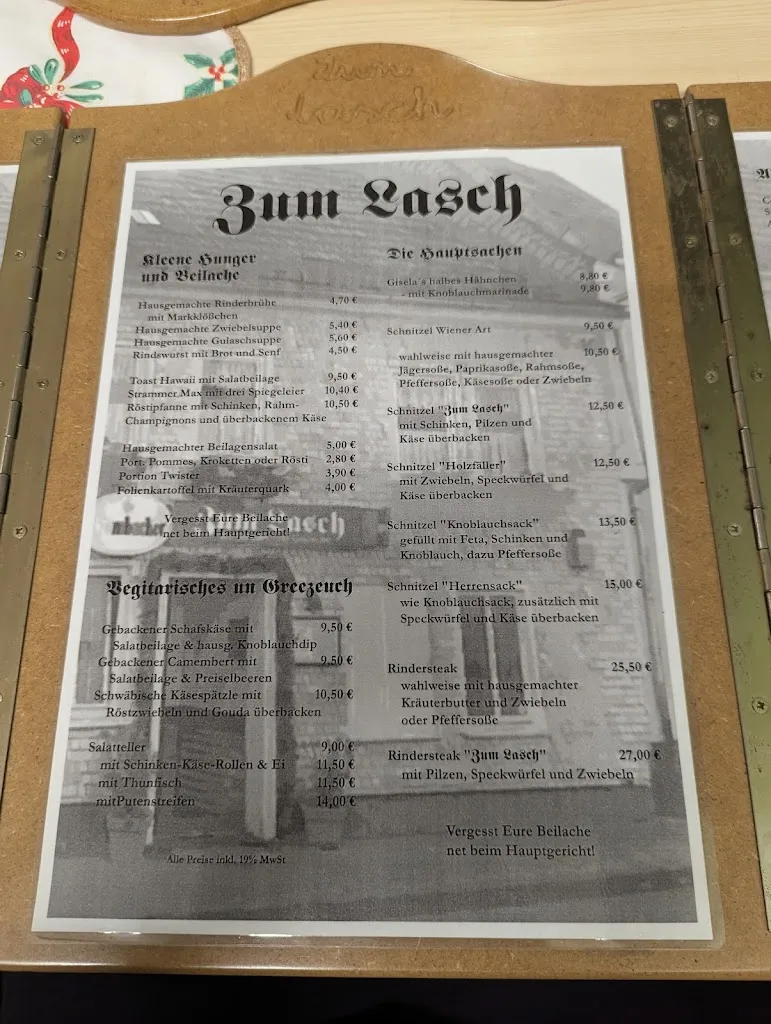 zum
Lasch
Zum Lasch
Kleene Hunger
und Beilache
Hausgemachte Rinderbrühe 4,70 €
mit Markklößchen
Hausgemachte Zwiebelsuppe 5,40 €
Hausgemachte Gulaschsuppe 5,60 €
Rindswurst mit Brot und Senf 4,50 €
Toast Hawaii mit Salatbeilage 9,50 €
Strammer Max mit drei Spiegeleier 10,40 €
Röstipfanne mit Schinken, Rahm- 10,50 €
Champignons und überbackenem Käse
Hausgemachter Beilagensalat 5,00 €
Port. Pommes, Kroketten oder Rösti 2,80 €
Portion Twister 3,90 €
Folienkartoffel mit Kräuterquark 4,00 €
Vergesst Eure Beilache
net beim Hauptgericht!
Vegitarisches un Greezeuch
Gebackener Schafskäse mit 9,50 €
Salatbeilage & hausg. Knoblauchdip
Gebackener Camembert mit 9,50 €
Salatbeilage & Preiselbeeren
Schwäbische Käsespätzle mit 10,50 €
Röstzwiebeln und Gouda überbacken
Salatteller 9,00 €
mit Schinken-Käse-Rollen & Ei 11,50 €
mit Thunfisch 11,50 €
mitPutenstreifen 14,00 €
Alle Preise inkl. 19% MwSt
Die Hauptsachen
Gisela´s halbes Hähnchen 8,80 €
- mit Knoblauchmarinade 9,80 €
Schnitzel Wiener Art 9,50 €
wahlweise mit hausgemachter 10,50 €
Jägersoße, Paprikasoße, Rahmsoße,
Pfeffersoße, Käsesoße oder Zwiebeln
Schnitzel "Zum Lasch" 12,50 €
mit Schinken, Pilzen und
Käse überbacken
Schnitzel "Holzfäller" 12,50 €
mit Zwiebeln, Speckwürfel und
Käse überbacken
Schnitzel "Knoblauchsack" 13,50 €
gefüllt mit Feta, Schinken und
Knoblauch, dazu Pfeffersoße
Schnitzel "Herrensack" 15,00 €
wie Knoblauchsack, zusätzlich mit
Speckwürfel und Käse überbacken
Rindersteak 25,50 €
wahlweise mit hausgemachter
Kräuterbutter und Zwiebeln
oder Pfeffersoße
Rindersteak "Zum Lasch" 27,00 €
mit Pilzen, Speckwürfel und Zwiebeln
Vergesst Eure Beilache
net beim Hauptgericht!